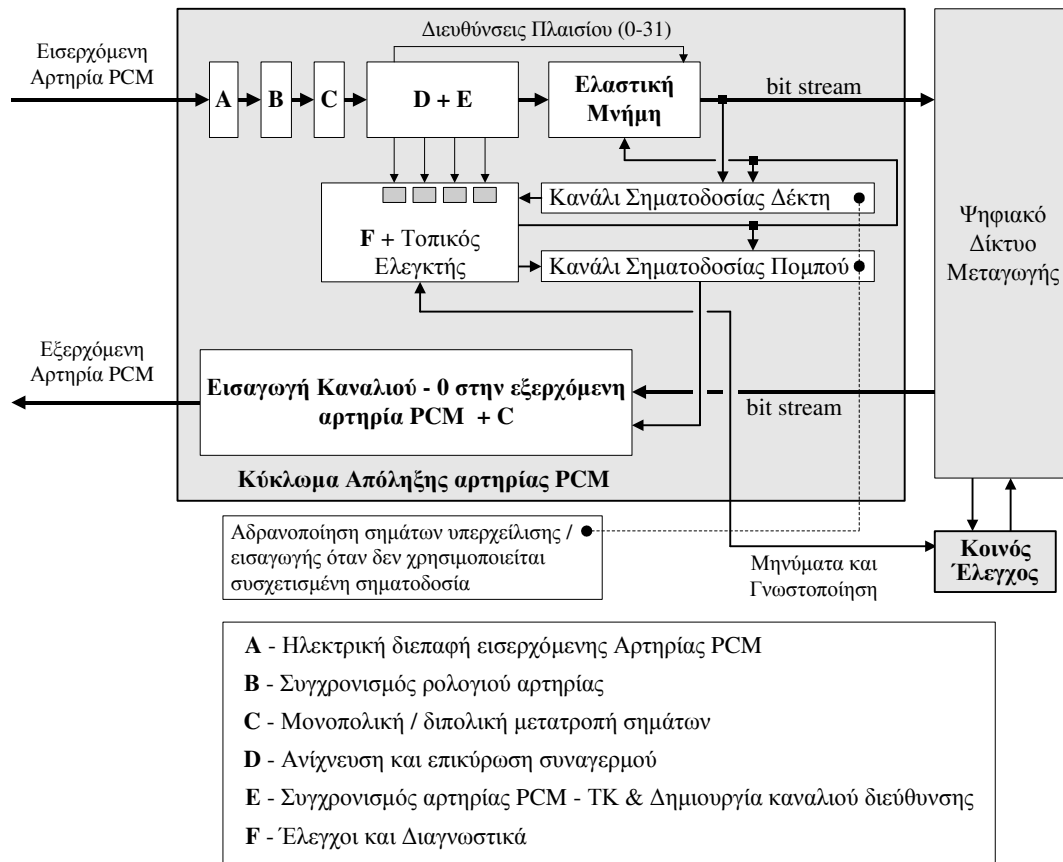 Διευθύνσεις Πλαισίου (0-31)
Εισερχόμενη
Αρτηρία PCM
A
B
C
D + E
Ελαστική
Μνήμη
bit stream
Κανάλι Σηματοδοσίας Δέκτη
F + Τοπικός
Ελεγκτής
Κανάλι Σηματοδοσίας Πομπού
Ψηφιακό
Δίκτυο
Μεταγωγής
Εξερχόμενη
Αρτηρία PCM
Εισαγωγή Καναλιού - 0 στην εξερχόμενη
αρτηρία PCM + C
bit stream
Κύκλωμα Απόληξης αρτηρίας PCM
Αδρανοποίηση σημάτων υπερχείλισης /
εισαγωγής όταν δεν χρησιμοποιείται
συσχετισμένη σηματοδοσία
Μηνύματα και
Γνωστοποίηση
Κοινός
Έλεγχος
A - Ηλεκτρική διεπαφή εισερχόμενης Αρτηρίας PCM
B - Συγχρονισμός ρολογιού αρτηρίας
C - Μονοπολική / διπολική μετατροπή σημάτων
D - Ανίχνευση και επικύρωση συναγερμού
E - Συγχρονισμός αρτηρίας PCM - ΤΚ & Δημιουργία καναλιού διεύθυνσης
F - Έλεγχοι και Διαγνωστικά